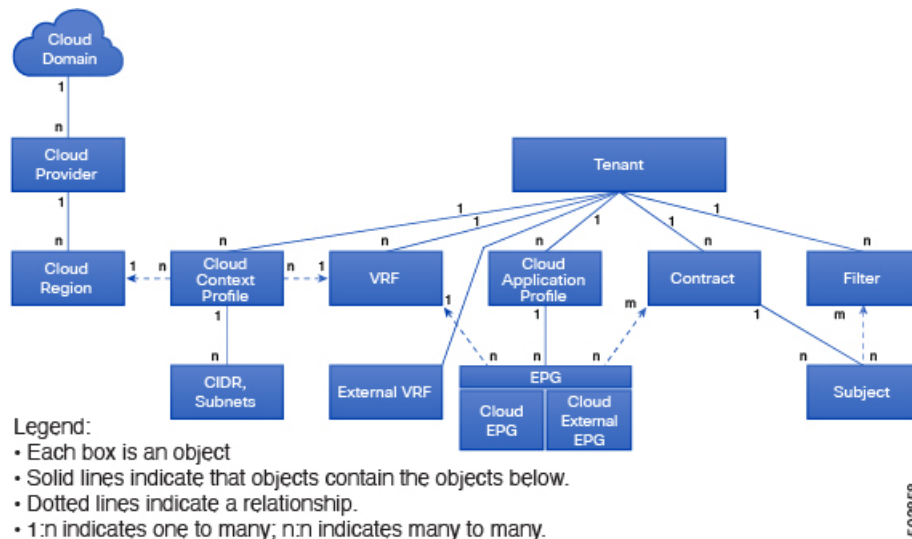 Cloud
Domain
1
n
Cloud
Provider
Tenant
1
1
1
1
1
1
n
n
n
n
n
n
Cloud
Region
1
n
Cloud
Context
Profile
n
1
VRF
Cloud
Application
Profile
Contract
Filter
1
1
1
m
1
m
n
n
n
n
n
n
n
CIDR,
Subnets
External VRF
EPG
Cloud
EPG
Cloud
External
EPG
Subject
Legend:
• Each box is an object
• Solid lines indicate that objects contain the objects below.
• Dotted lines indicate a relationship.
• 1:n indicates one to many; n:n indicates many to many.